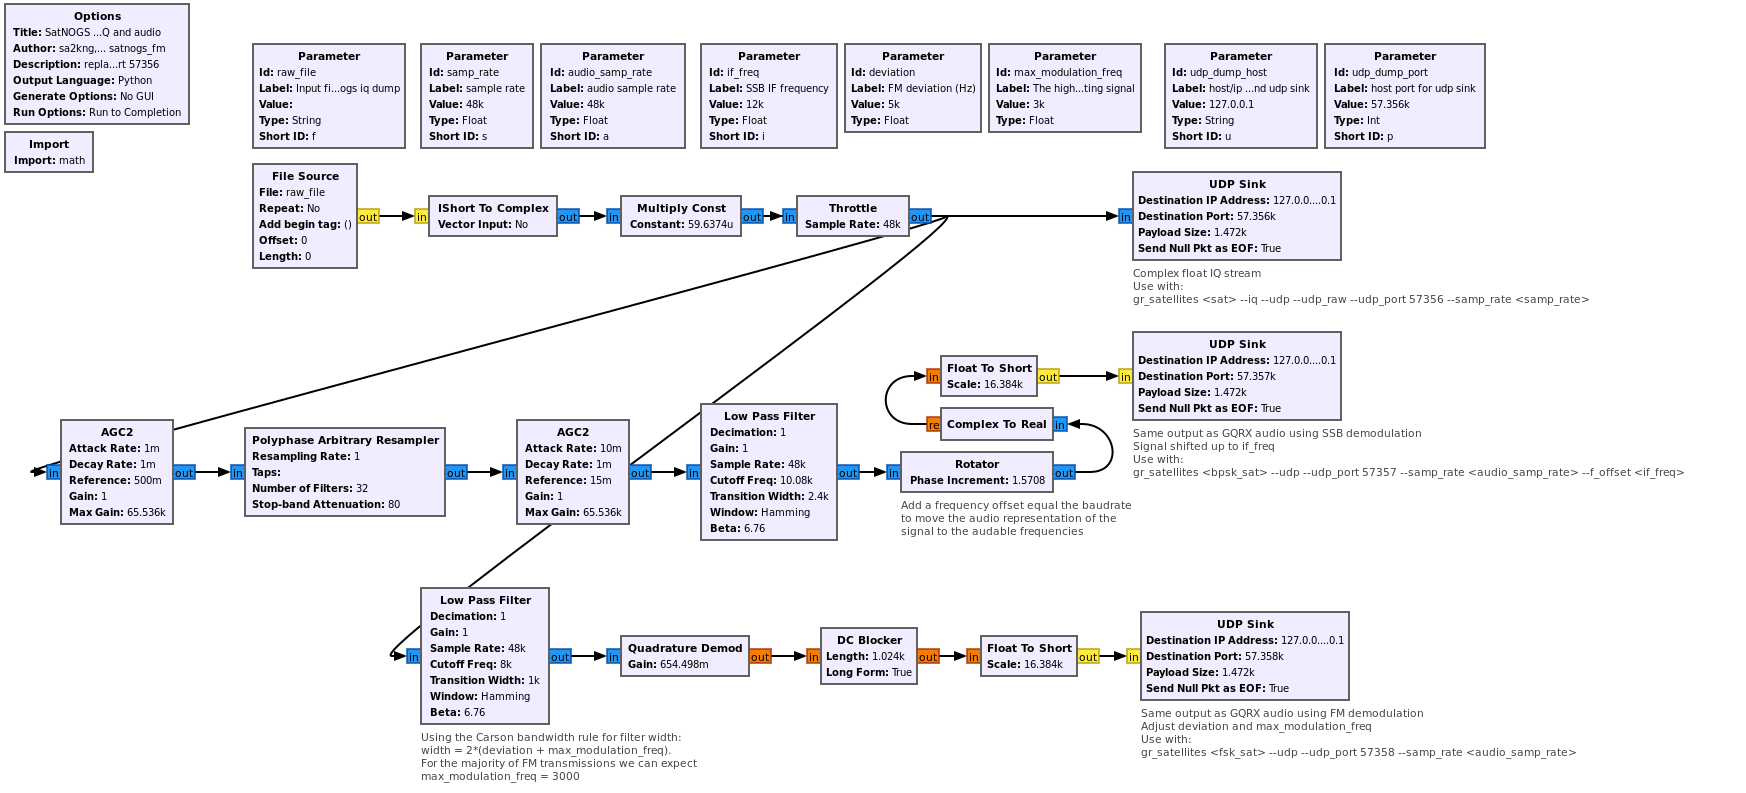 Options
Title: SatNOGS ...Q and audio
Author: sa2kng,... satnogs_fm
Description: repla...rt 57356
Output Language: Python
Generate Options: No GUI
Run Options: Run to Completion
Import
Import: math
Parameter
Id: raw_file
Label: Input fi...ogs iq dump
Value:
Type: String
Short ID: f
Parameter
Id: samp_rate
Label: sample rate
Value: 48k
Type: Float
Short ID: s
Parameter
Id: audio_samp_rate
Label: audio sample rate
Value: 48k
Type: Float
Short ID: a
Parameter
Id: if_freq
Label: SSB IF frequency
Value: 12k
Type: Float
Short ID: i
Parameter
Id: deviation
Label: FM deviation (Hz)
Value: 5k
Type: Float
Parameter
Id: max_modulation_freq
Label: The high...ting signal
Value: 3k
Type: Float
Parameter
Id: udp_dump_host
Label: host/ip ...nd udp sink
Value: 127.0.0.1
Type: String
Short ID: u
Parameter
Id: udp_dump_port
Label: host port for udp sink
Value: 57.356k
Type: Int
Short ID: p
File Source
File: raw_file
Repeat: No
Add begin tag: ()
Offset: 0
Length: 0
out
in
IShort To Complex
Vector Input: No
out
in
Multiply Const
Constant: 59.6374u
out
in
Throttle
Sample Rate: 48k
out
in
UDP Sink
Destination IP Address: 127.0.0....0.1
Destination Port: 57.356k
Payload Size: 1.472k
Send Null Pkt as EOF: True
Complex float IQ stream
Use with:
gr_satellites <sat> --iq --udp --udp_raw --udp_port 57356 --samp_rate <samp_rate>
in
AGC2
Attack Rate: 1m
Decay Rate: 1m
Reference: 500m
Gain: 1
Max Gain: 65.536k
out
in
Polyphase Arbitrary Resampler
Resampling Rate: 1
Taps:
Number of Filters: 32
Stop-band Attenuation: 80
out
in
AGC2
Attack Rate: 10m
Decay Rate: 1m
Reference: 15m
Gain: 1
Max Gain: 65.536k
out
in
Low Pass Filter
Decimation: 1
Gain: 1
Sample Rate: 48k
Cutoff Freq: 10.08k
Transition Width: 2.4k
Window: Hamming
Beta: 6.76
out
in
Rotator
Phase Increment: 1.5708
out
Add a frequency offset equal the baudrate
to move the audio representation of the
signal to the audable frequencies
re
Complex To Real
in
in
Float To Short
Scale: 16.384k
out
in
UDP Sink
Destination IP Address: 127.0.0....0.1
Destination Port: 57.357k
Payload Size: 1.472k
Send Null Pkt as EOF: True
Same output as GQRX audio using SSB demodulation
Signal shifted up to if_freq
Use with:
gr_satellites <bpsk_sat> --udp --udp_port 57357 --samp_rate <audio_samp_rate> --f_offset <if_freq>
in
Low Pass Filter
Decimation: 1
Gain: 1
Sample Rate: 48k
Cutoff Freq: 8k
Transition Width: 1k
Window: Hamming
Beta: 6.76
out
Using the Carson bandwidth rule for filter width:
width = 2*(deviation + max_modulation_freq).
For the majority of FM transmissions we can expect
max_modulation_freq = 3000
in
Quadrature Demod
Gain: 654.498m
out
in
DC Blocker
Length: 1.024k
Long Form: True
out
in
Float To Short
Scale: 16.384k
out
in
UDP Sink
Destination IP Address: 127.0.0....0.1
Destination Port: 57.358k
Payload Size: 1.472k
Send Null Pkt as EOF: True
Same output as GQRX audio using FM demodulation
Adjust deviation and max_modulation_freq
Use with:
gr_satellites <fsk_sat> --udp --udp_port 57358 --samp_rate <audio_samp_rate>